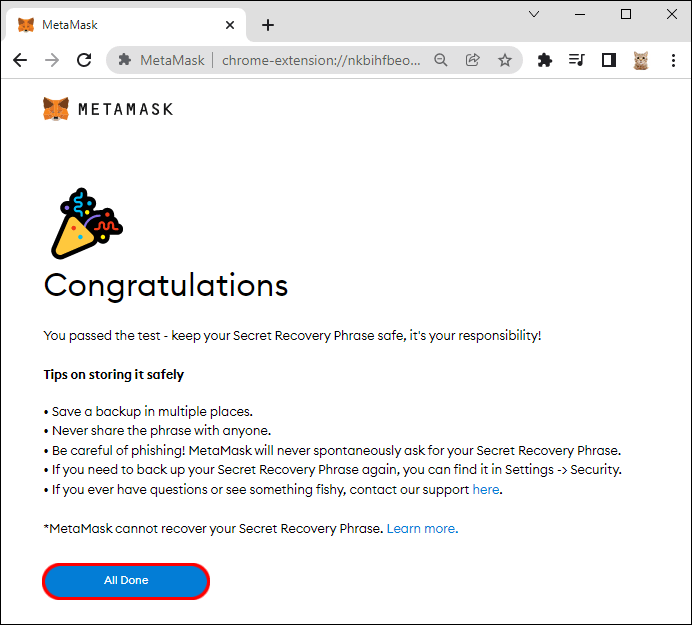 MetaMask
MetaMask | chrome-extension://nkbihfbeo...
METAMASK
Congratulations
You passed the test - keep your Secret Recovery Phrase safe, it's your responsibility!
Tips on storing it safely
• Save a backup in multiple places.
• Never share the phrase with anyone.
• Be careful of phishing! MetaMask will never spontaneously ask for your Secret Recovery Phrase.
• If you need to back up your Secret Recovery Phrase again, you can find it in Settings -> Security.
• If you ever have questions or see something fishy, contact our support here.
*MetaMask cannot recover your Secret Recovery Phrase. Learn more.
All Done